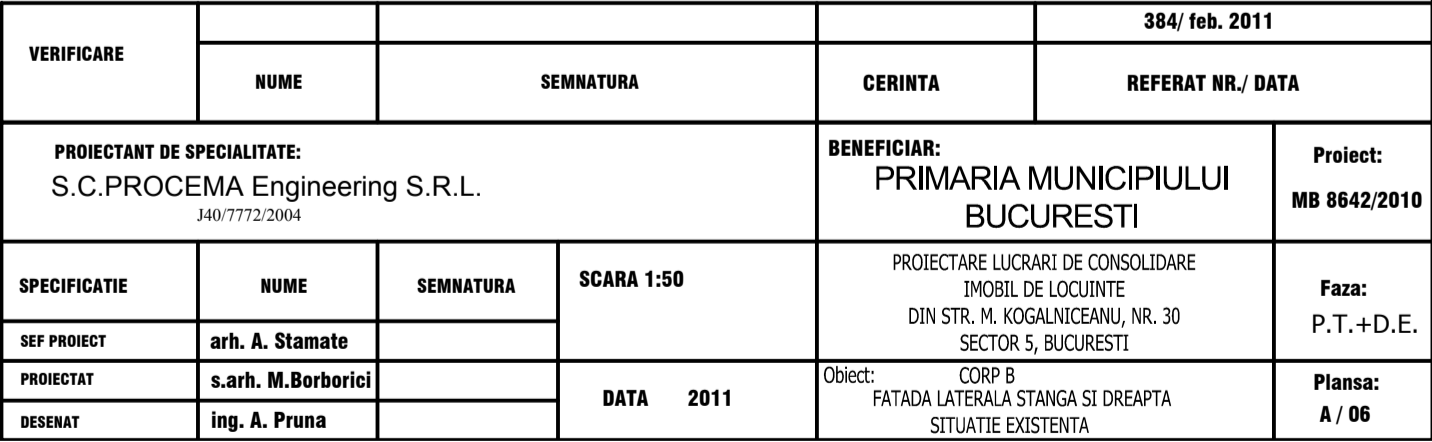 384/ feb. 2011
VERIFICARE
NUME
SEMNATURA
CERINTA
REFERAT NR./ DATA
PROIECTANT DE SPECIALITATE:
S.C.PROCEMA Engineering S.R.L.
J40/7772/2004
BENEFICIAR:
PRIMARIA MUNICIPIULUI
BUCURESTI
Proiect:
MB 8642/2010
SPECIFICATIE
NUME
SEMNATURA
SCARA 1:50
PROIECTARE LUCRARI DE CONSOLIDARE
IMOBIL DE LOCUINTE
DIN STR. M. KOGALNICEANU, NR. 30
SECTOR 5, BUCURESTI
Faza:
P.T.+D.E.
SEF PROIECT
arh. A. Stamate
PROIECTAT
s.arh. M.Borborici
DESENAT
ing. A. Pruna
DATA 2011
Obiect: CORP B
FATADA LATERALA STANGA SI DREAPTA
SITUATIE EXISTENTA
Plansa:
A / 06